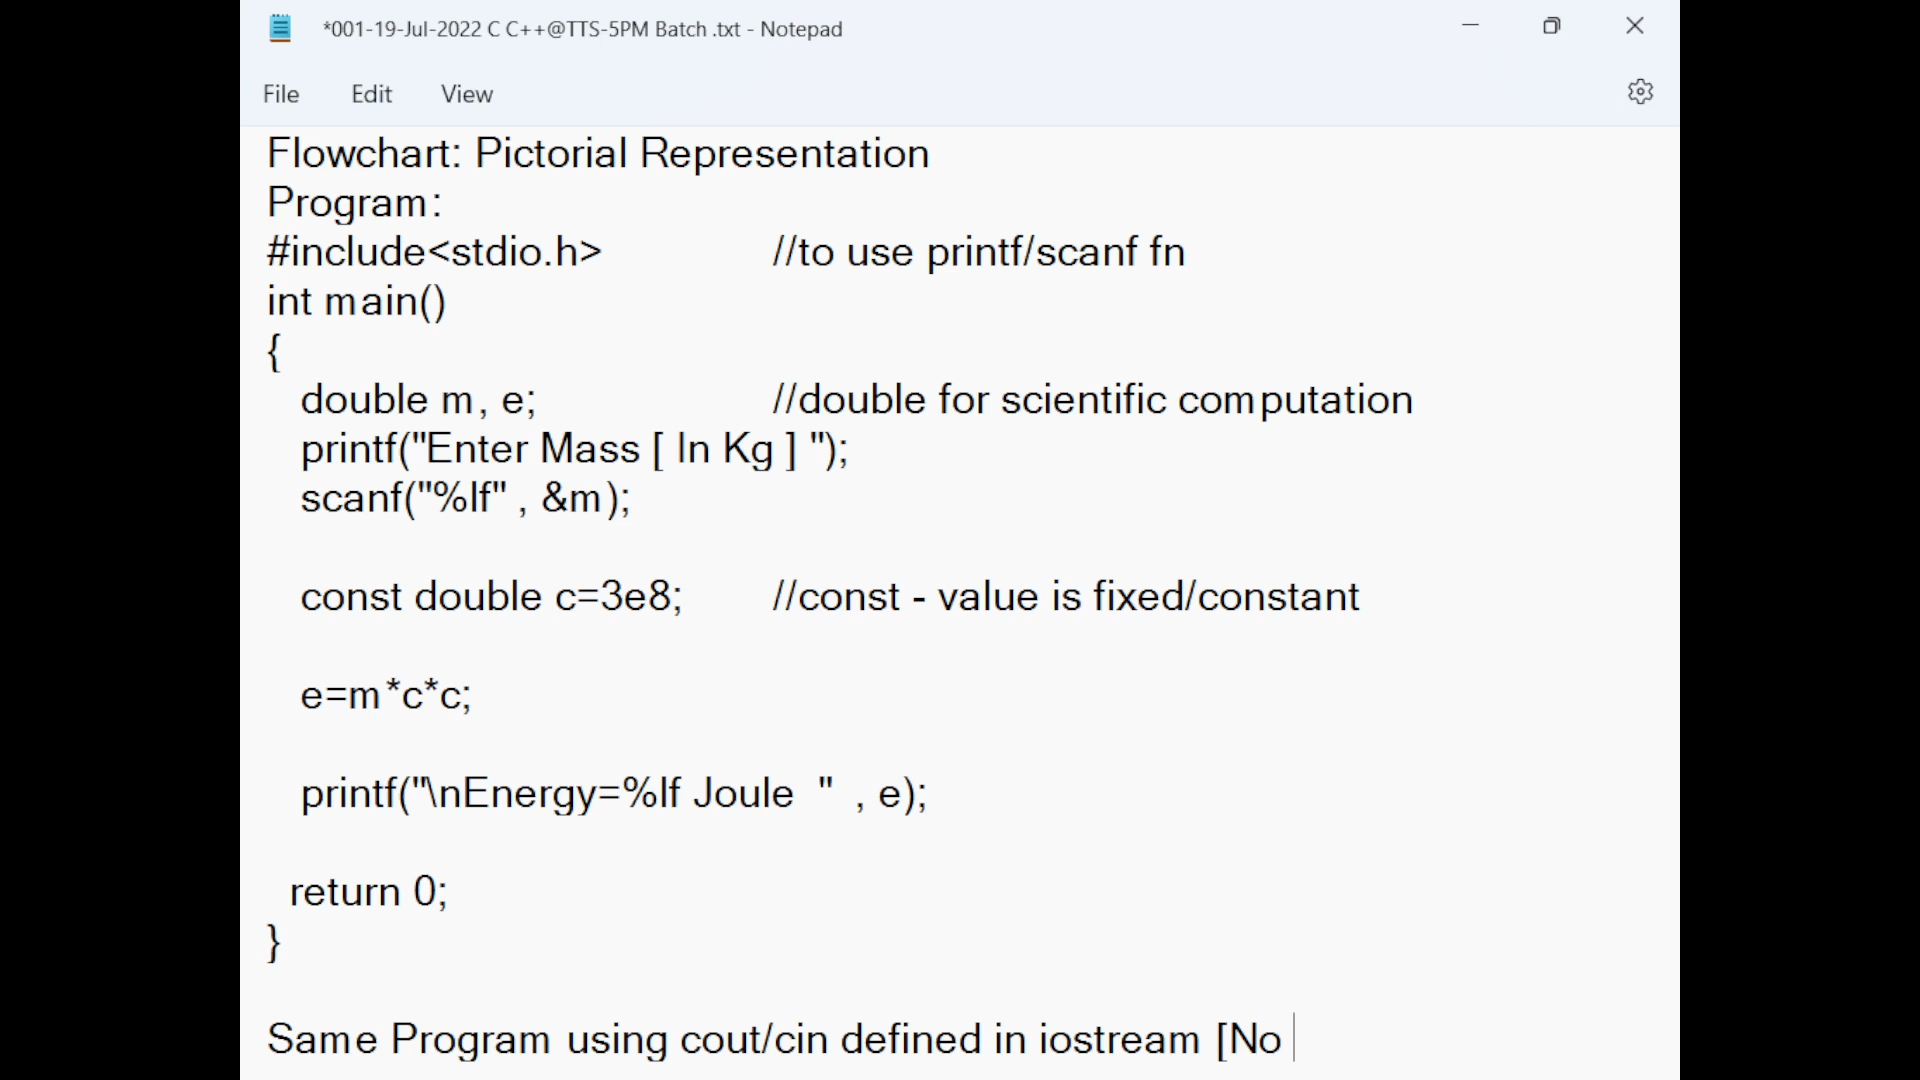 *001-19-Jul-2022 C C++@TTS-5PM Batch .txt - Notepad
File Edit View
Flowchart: Pictorial Representation
Program:
#include<stdio.h> //to use printf/scanf fn
int main()
{
double m, e; //double for scientific computation
printf("Enter Mass [ In Kg ] ");
scanf("%lf" , &m);
const double c=3e8; //const - value is fixed/constant
e=m*c*c;
printf("\nEnergy=%lf Joule " , e);
return 0;
}
Same Program using cout/cin defined in iostream [No